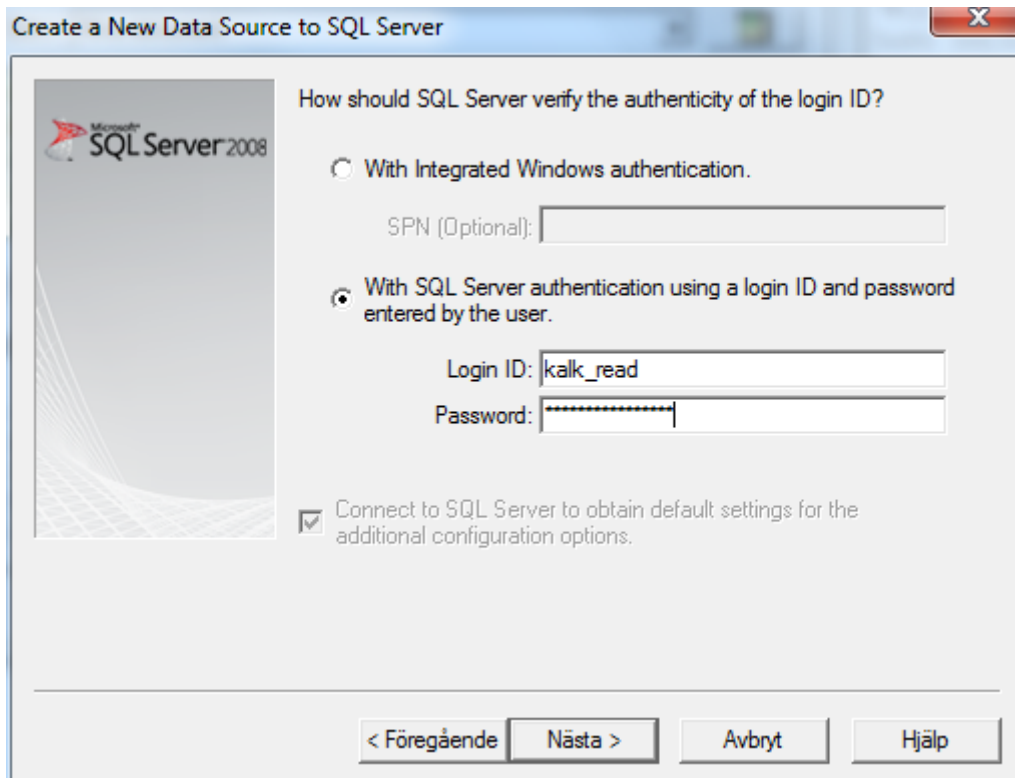 Create a New Data Source to SQL Server
Microsoft
SQL Server 2008
How should SQL Server verify the authenticity of the login ID?
With Integrated Windows authentication.
SPN (Optional):
With SQL Server authentication using a login ID and password
entered by the user.
Login ID: kalk_read
Password: ****************
Connect to SQL Server to obtain default settings for the
additional configuration options.
< Föregående Nästa > Avbryt Hjälp